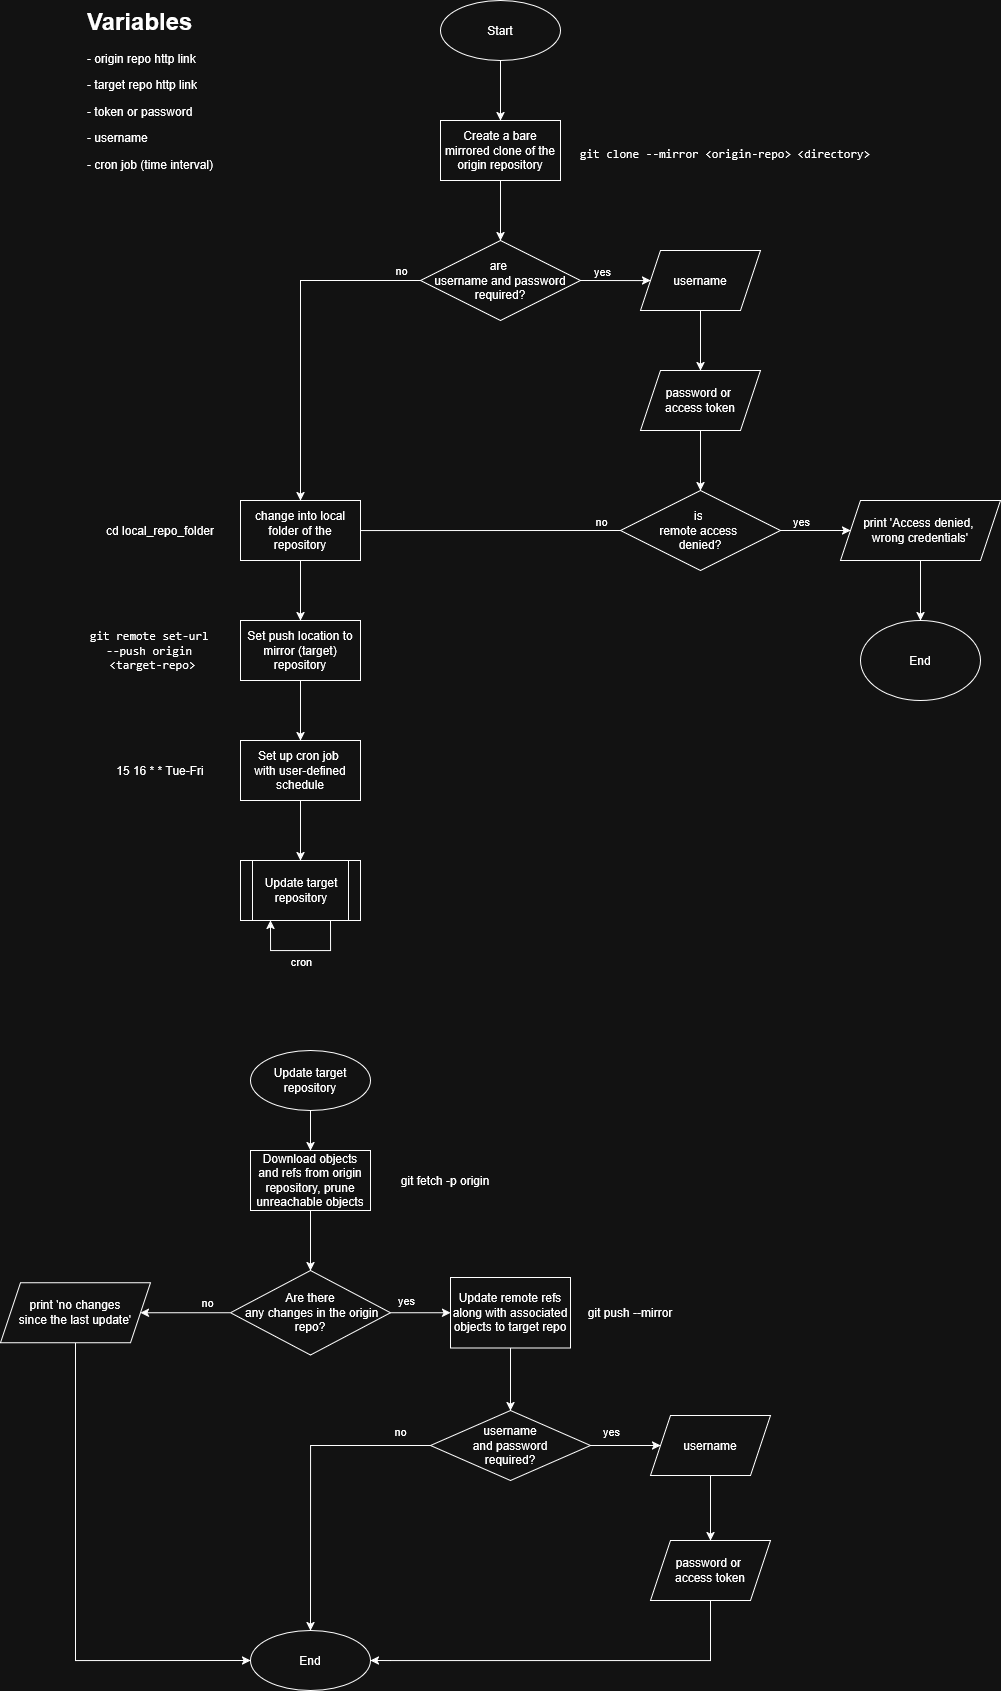 Variables
- origin repo http link
- target repo http link
- token or password
- username
- cron job (time interval)
Start
Create a bare
mirrored clone of the
origin repository
git clone --mirror <origin-repo> <directory>
are
username and password
required?
no
yes
username
password or
access token
is
remote access
denied?
no
yes
print 'Access denied,
wrong credentials'
End
cd local_repo_folder
change into local
folder of the
repository
git remote set-url
--push origin
<target-repo>
Set push location to
mirror (target)
repository
15 16 * * Tue-Fri
Set up cron job
with user-defined
schedule
Update target
repository
cron
Update target
repository
Download objects
and refs from origin
repository, prune
unreachable objects
git fetch -p origin
Are there
any changes in the origin
repo?
no
yes
print 'no changes
since the last update'
Update remote refs
along with associated
objects to target repo
git push --mirror
username
and password
required?
no
yes
username
password or
access token
End